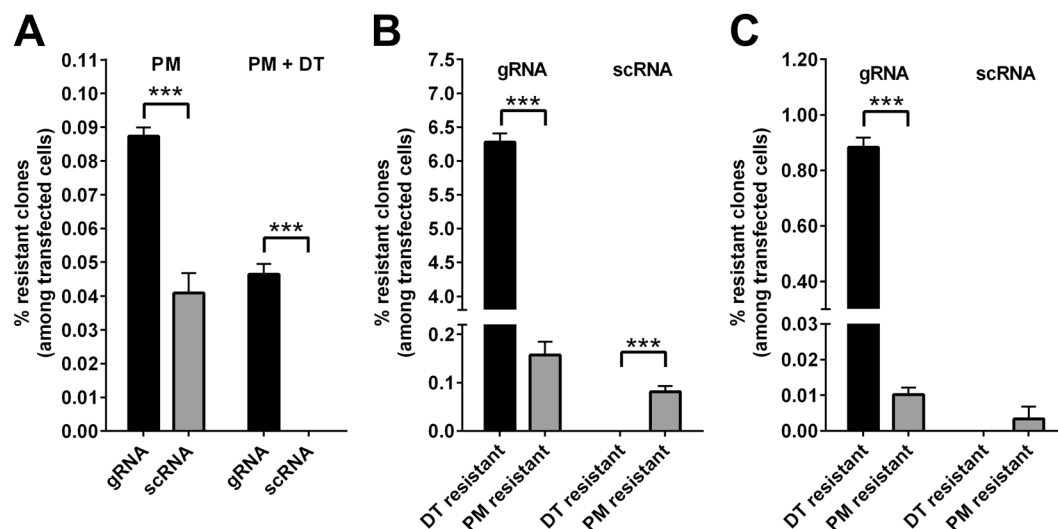 A
% resistant clones
(among transfected cells)
0.11
0.10
0.09
0.08
0.07
0.06
0.05
0.04
0.03
0.02
0.01
0.00
PM
PM + DT
***
***
gRNA
scRNA
gRNA
scRNA
B
% resistant clones
(among transfected cells)
7.5
7.0
6.5
6.0
5.5
5.0
4.5
4.0
0.2
0.1
0.0
gRNA
scRNA
***
***
DT resistant
PM resistant
DT resistant
PM resistant
C
% resistant clones
(among transfected cells)
1.20
1.00
0.80
0.60
0.40
0.03
0.02
0.01
0.00
gRNA
scRNA
***
DT resistant
PM resistant
DT resistant
PM resistant